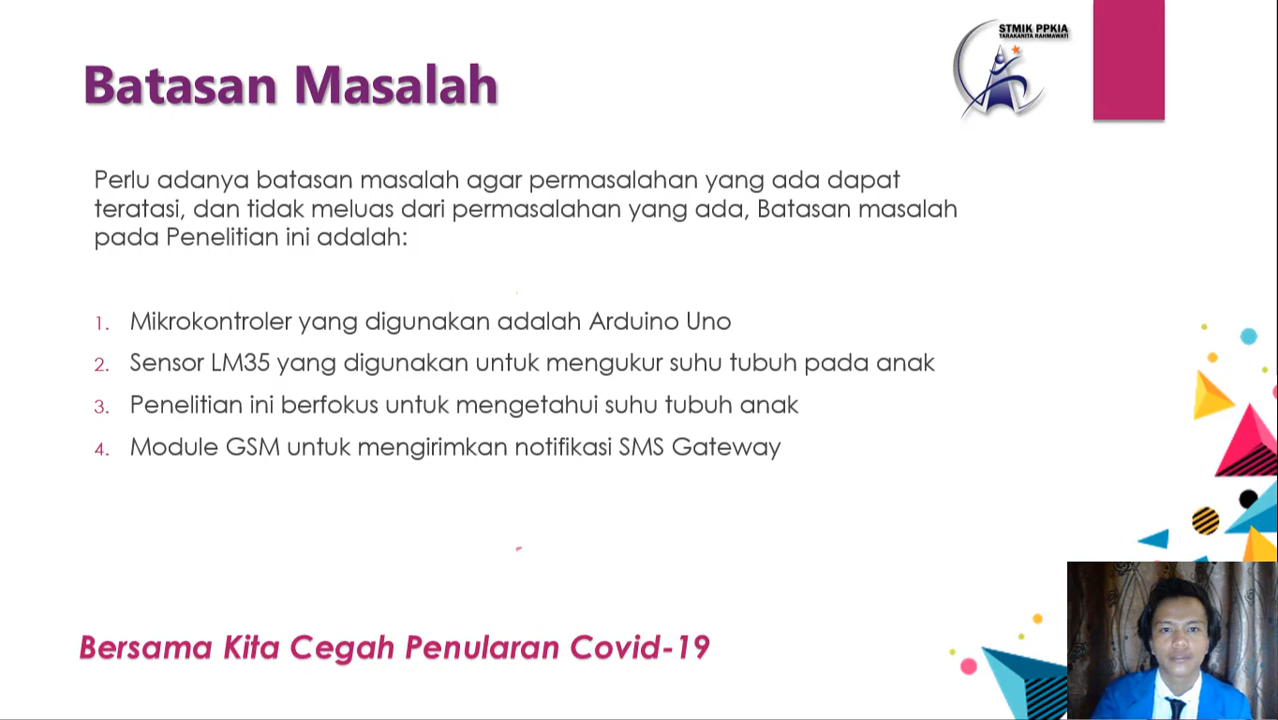 STMIK PPKIA
TARAKANITA RAHMAWATI
Batasan Masalah
Perlu adanya batasan masalah agar permasalahan yang ada dapat
teratasi, dan tidak meluas dari permasalahan yang ada, Batasan masalah
pada Penelitian ini adalah:
1. Mikrokontroler yang digunakan adalah Arduino Uno
2. Sensor LM35 yang digunakan untuk mengukur suhu tubuh pada anak
3. Penelitian ini berfokus untuk mengetahui suhu tubuh anak
4. Module GSM untuk mengirimkan notifikasi SMS Gateway
Bersama Kita Cegah Penularan Covid-19